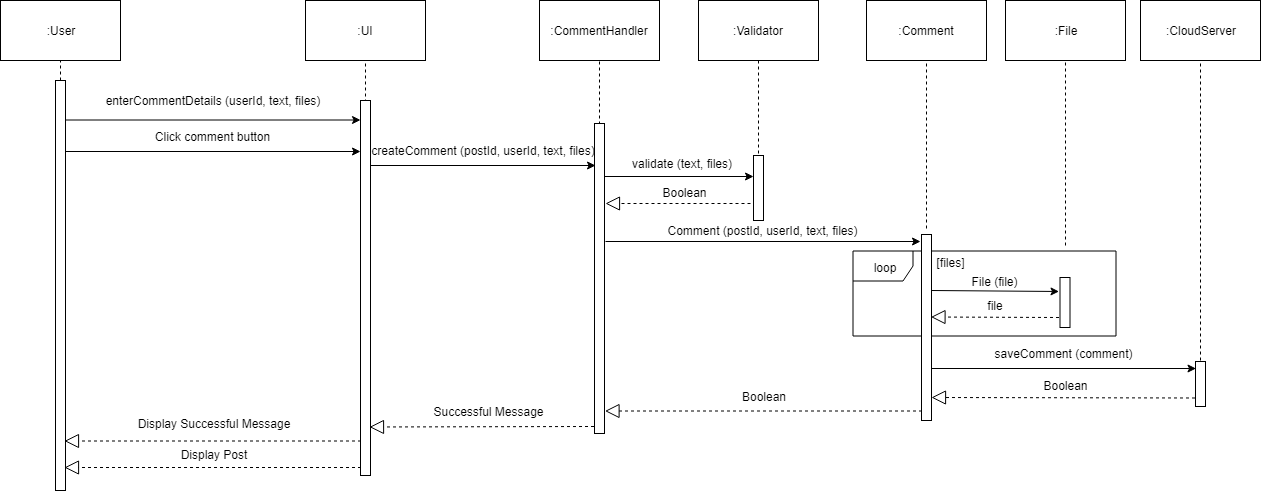 :User
:UI
:CommentHandler
:Validator
:Comment
:File
:CloudServer
enterCommentDetails (userId, text, files)
Click comment button
createComment (postId, userId, text, files)
validate (text, files)
Boolean
Comment (postId, userId, text, files)
loop
[files]
File (file)
file
saveComment (comment)
Boolean
Boolean
Successful Message
Display Successful Message
Display Post